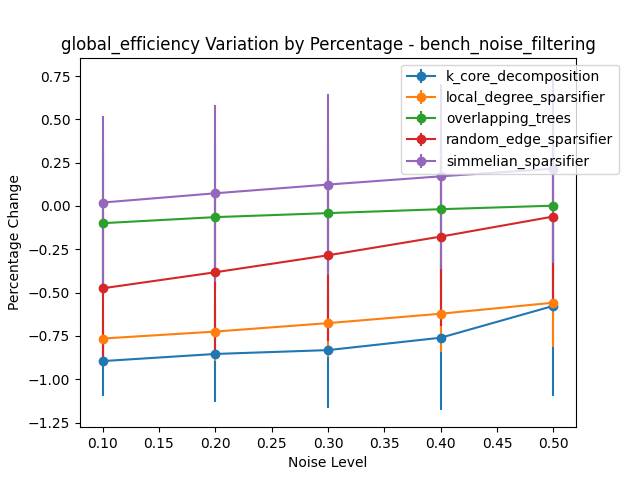 global_efficiency Variation by Percentage - bench_noise_filtering
k_core_decomposition
local_degree_sparsifier
overlapping_trees
random_edge_sparsifier
simmelian_sparsifier
Percentage Change
0.75
0.50
0.25
0.00
−0.25
−0.50
−0.75
−1.00
−1.25
0.10 0.15 0.20 0.25 0.30 0.35 0.40 0.45 0.50
Noise Level